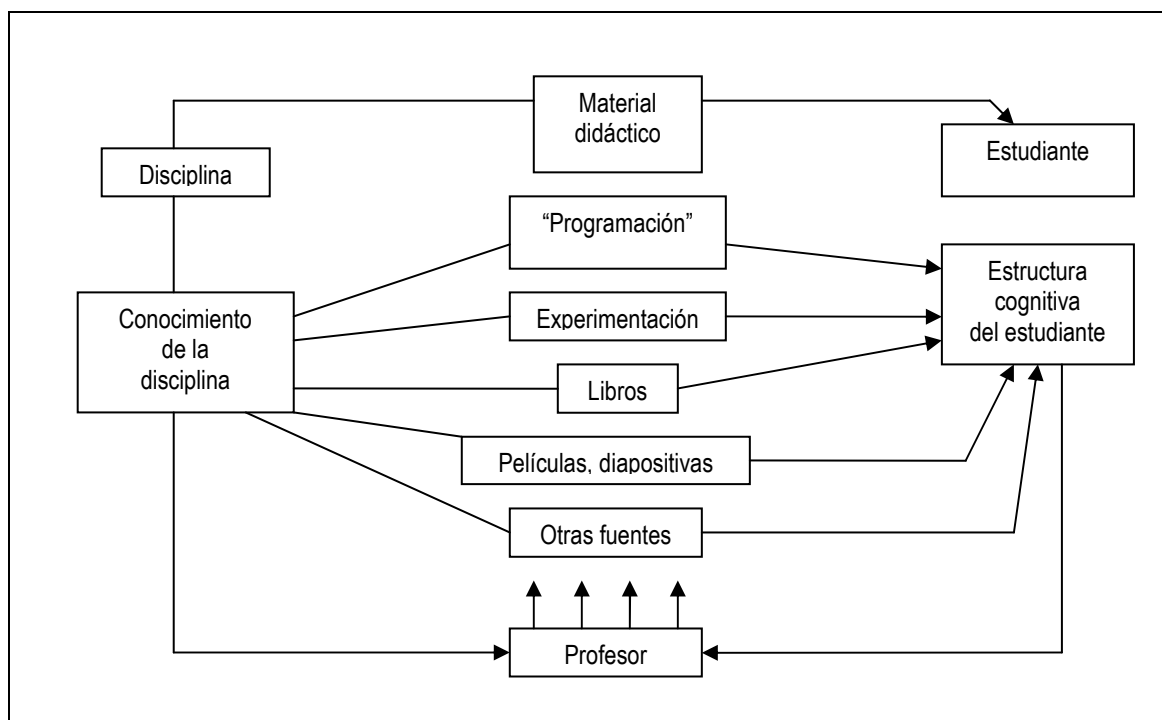 Material
didáctico
Estudiante
Disciplina
“Programación”
Estructura
cognitiva
del estudiante
Conocimiento
de la
disciplina
Experimentación
Libros
Películas, diapositivas
Otras fuentes
Profesor